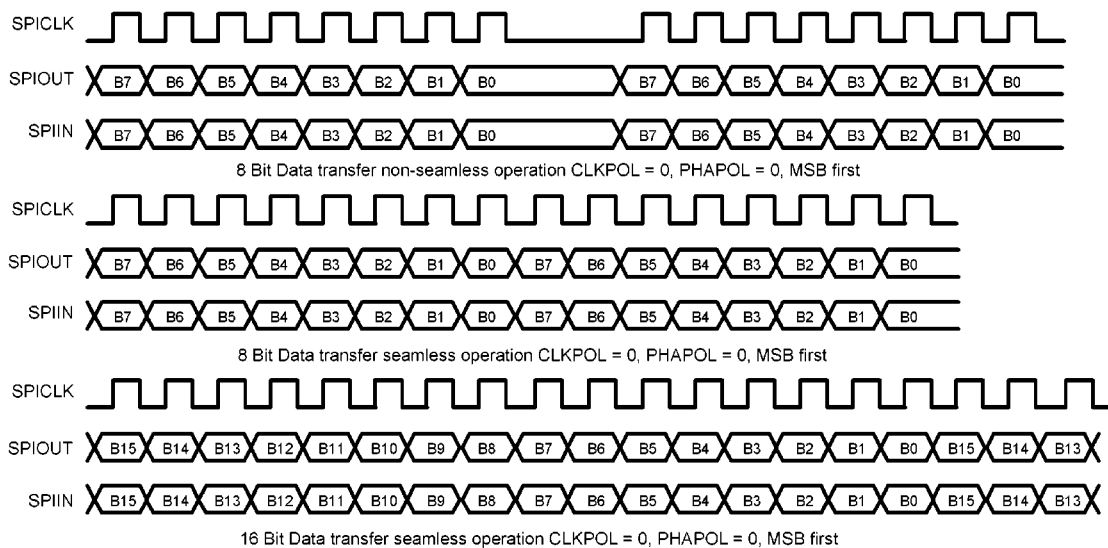 SPICLK
SPIOUT B7 B6 B5 B4 B3 B2 B1 B0 B7 B6 B5 B4 B3 B2 B1 B0
SPIIN B7 B6 B5 B4 B3 B2 B1 B0 B7 B6 B5 B4 B3 B2 B1 B0
8 Bit Data transfer non-seamless operation CLKPOL = 0, PHAPOL = 0, MSB first
SPICLK
SPIOUT B7 B6 B5 B4 B3 B2 B1 B0 B7 B6 B5 B4 B3 B2 B1 B0
SPIIN B7 B6 B5 B4 B3 B2 B1 B0 B7 B6 B5 B4 B3 B2 B1 B0
8 Bit Data transfer seamless operation CLKPOL = 0, PHAPOL = 0, MSB first
SPICLK
SPIOUT B15 B14 B13 B12 B11 B10 B9 B8 B7 B6 B5 B4 B3 B2 B1 B0 B15 B14 B13
SPIIN B15 B14 B13 B12 B11 B10 B9 B8 B7 B6 B5 B4 B3 B2 B1 B0 B15 B14 B13
16 Bit Data transfer seamless operation CLKPOL = 0, PHAPOL = 0, MSB first